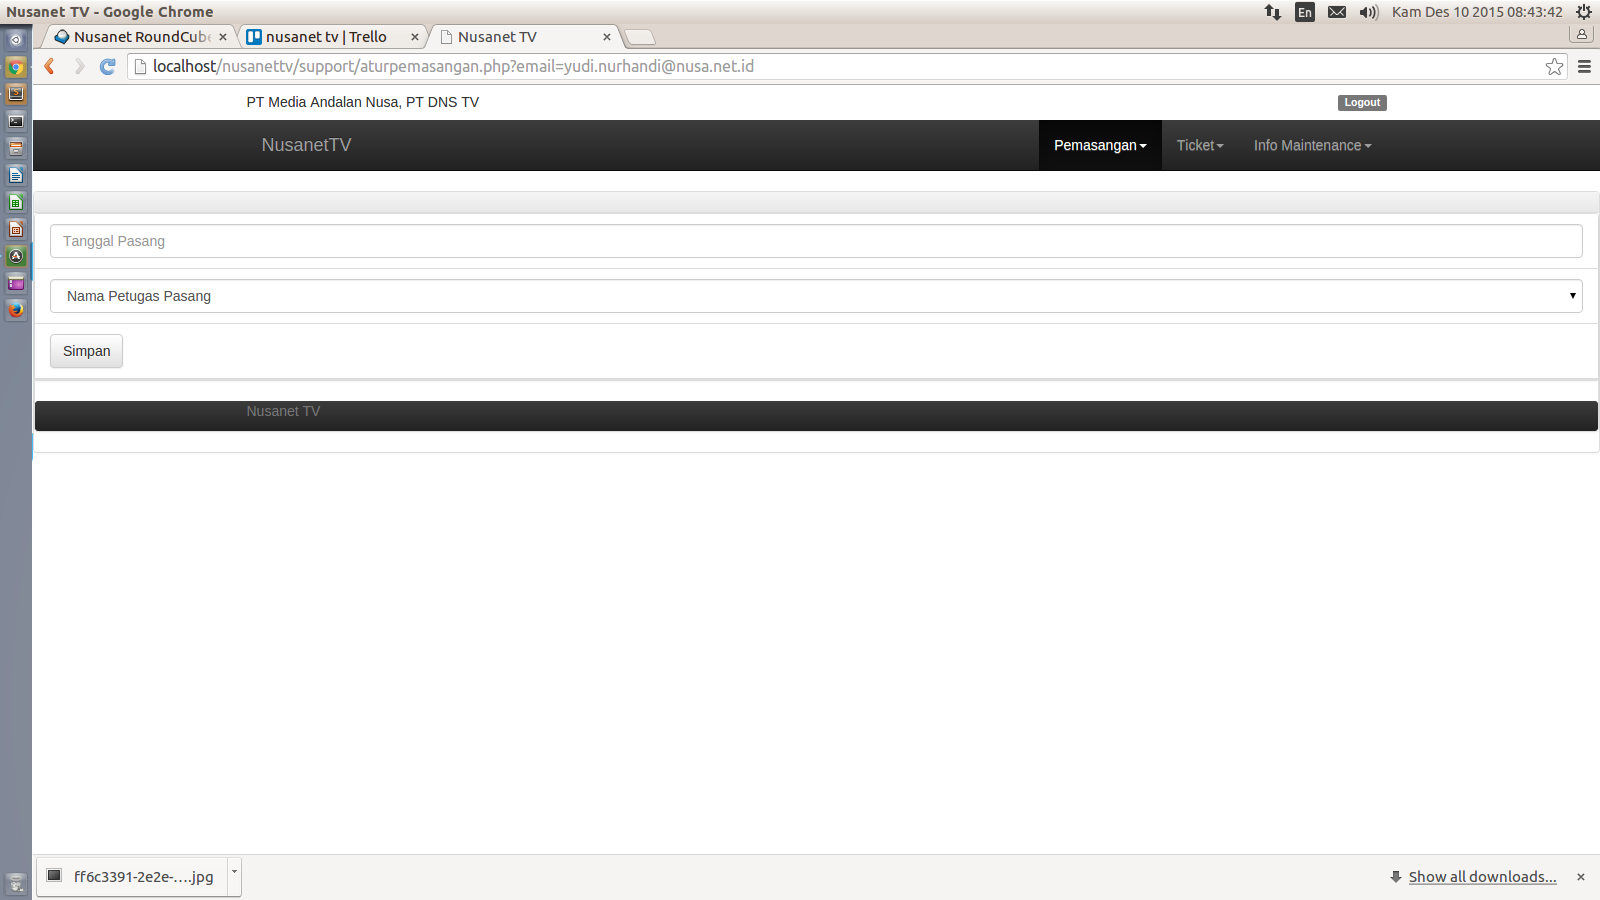 Nusanet TV - Google Chrome
En
Kam Des 10 2015 08:43:42
Nusanet RoundCube
nusanet tv | Trello
Nusanet TV
localhost/nusanettv/support/aturpemasangan.php?email=yudi.nurhandi@nusa.net.id
PT Media Andalan Nusa, PT DNS TV
Logout
NusanetTV
Pemasangan
Ticket
Info Maintenance
Tanggal Pasang
Nama Petugas Pasang
Simpan
Nusanet TV
ff6c3391-2e2e-....jpg
Show all downloads...